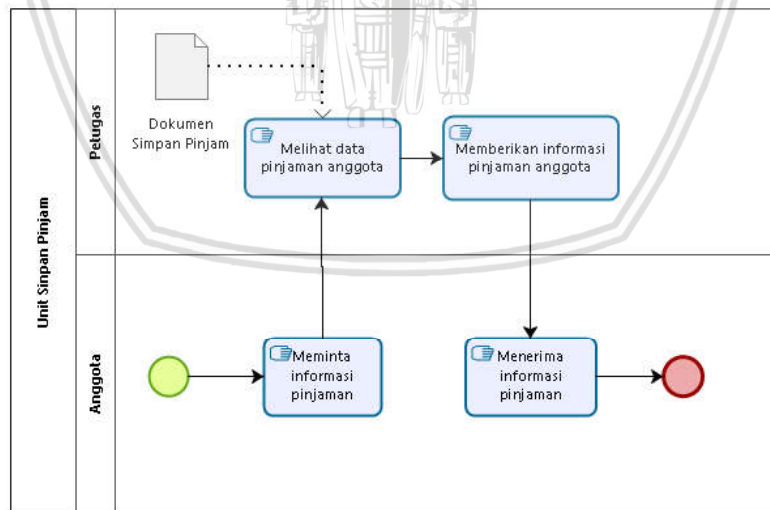 Unit Sinpan Pinjam
Petugas
Dokumen
Simpan Pinjam
Melihat data
pinjaman anggota
Memberikan informasi
pinjaman anggota
Anggota
Meminta
informasi
pinjaman
Menerima
informasi
pinjaman